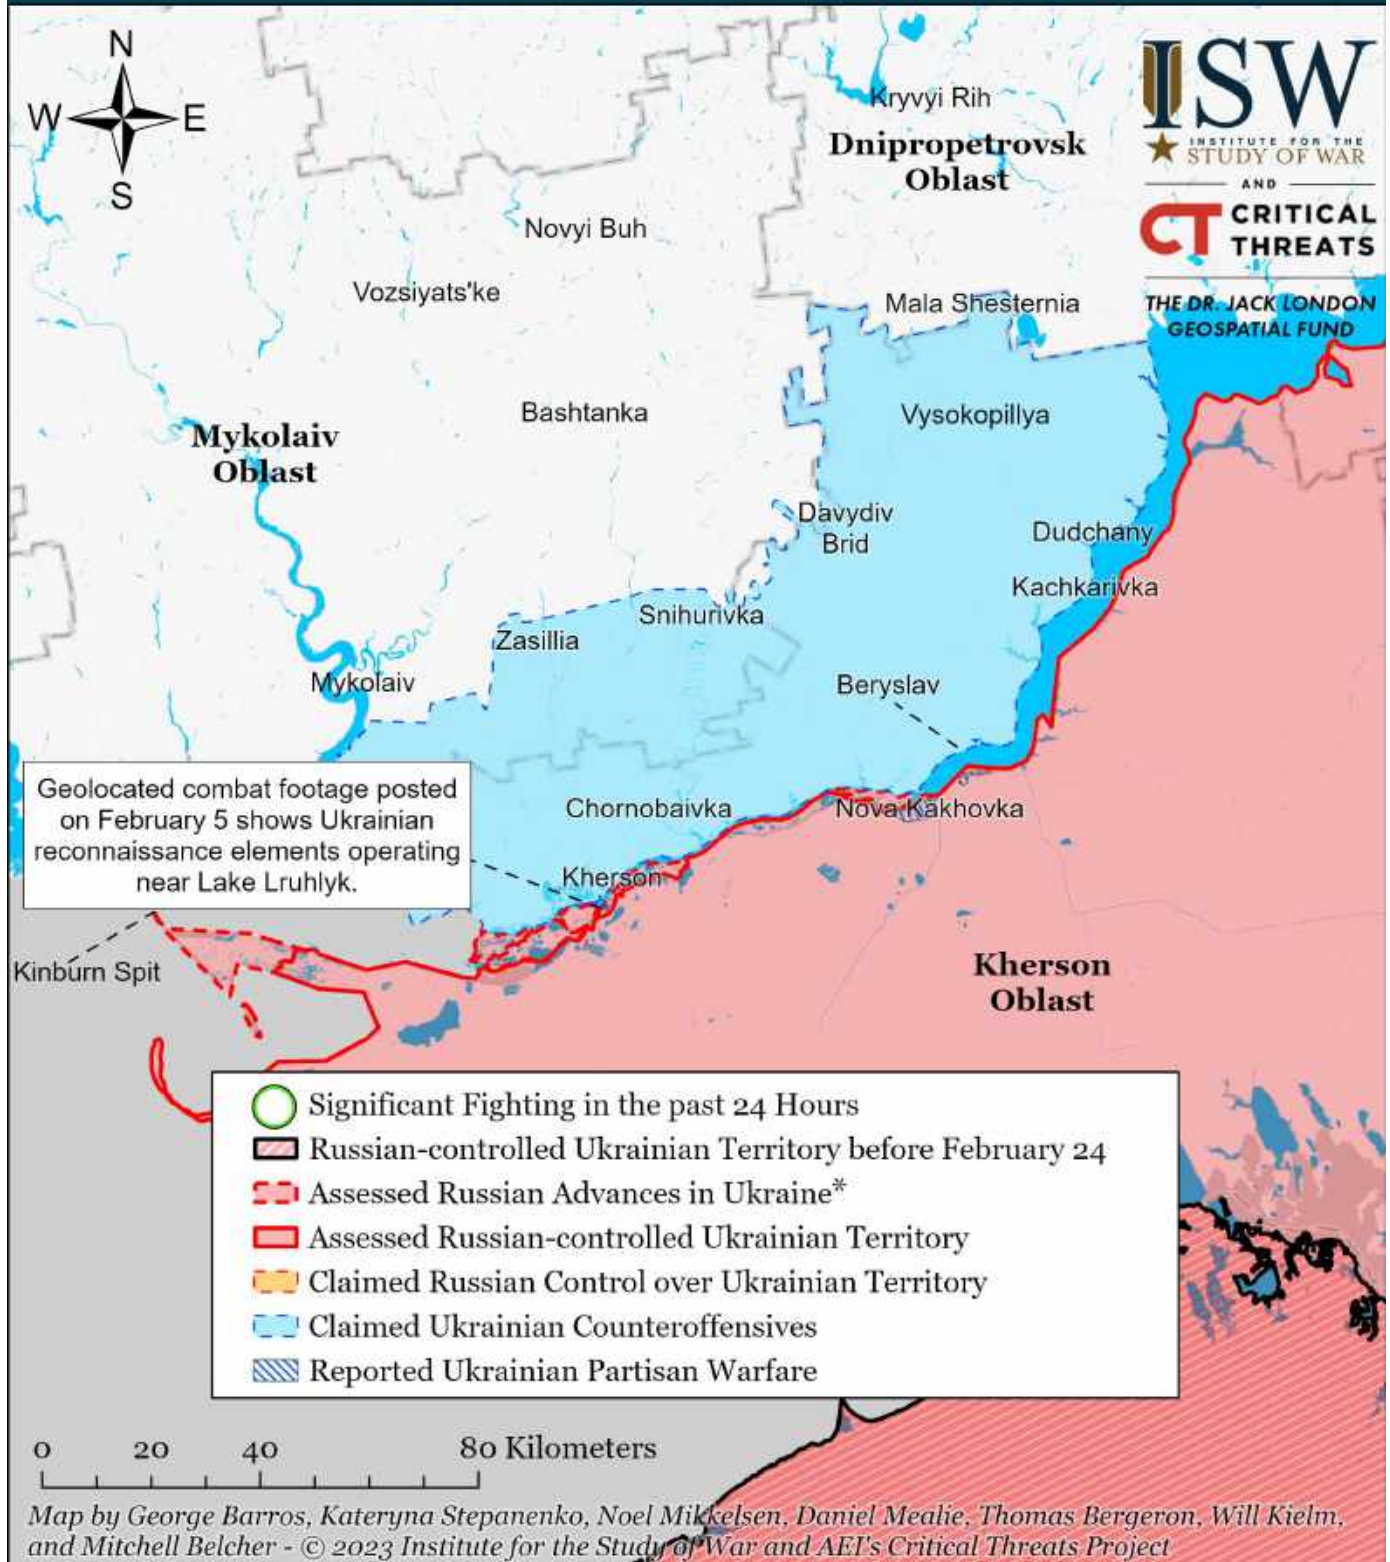 N
W E
S
Kryvyi Rih
Dnipropetrovsk
Oblast
ISW
INSTITUTE FOR THE
STUDY OF WAR
AND
CT CRITICAL
THREATS
THE DR. JACK LONDON
GEOSPATIAL FUND
Novyi Buh
Vozsiyats'ke
Mala Shesternia
Bashtanka
Vysokopillya
Mykolaiv
Oblast
Davydiv
Brid
Dudchany
Kachkarivka
Snihurivka
Zasillia
Mykolaiv
Beryslav
Geolocated combat footage posted
on February 5 shows Ukrainian
reconnaissance elements operating
near Lake Lruhlyk.
Chornobaivka
Nova Kakhovka
Kherson
Kinburn Spit
Kherson
Oblast
Significant Fighting in the past 24 Hours
Russian-controlled Ukrainian Territory before February 24
Assessed Russian Advances in Ukraine*
Assessed Russian-controlled Ukrainian Territory
Claimed Russian Control over Ukrainian Territory
Claimed Ukrainian Counteroffensives
Reported Ukrainian Partisan Warfare
0 20 40 80 Kilometers
Map by George Barros, Kateryna Stepanenko, Noel Mikkelsen, Daniel Mealie, Thomas Bergeron, Will Kielm,
and Mitchell Belcher - © 2023 Institute for the Study of War and AEI's Critical Threats Project